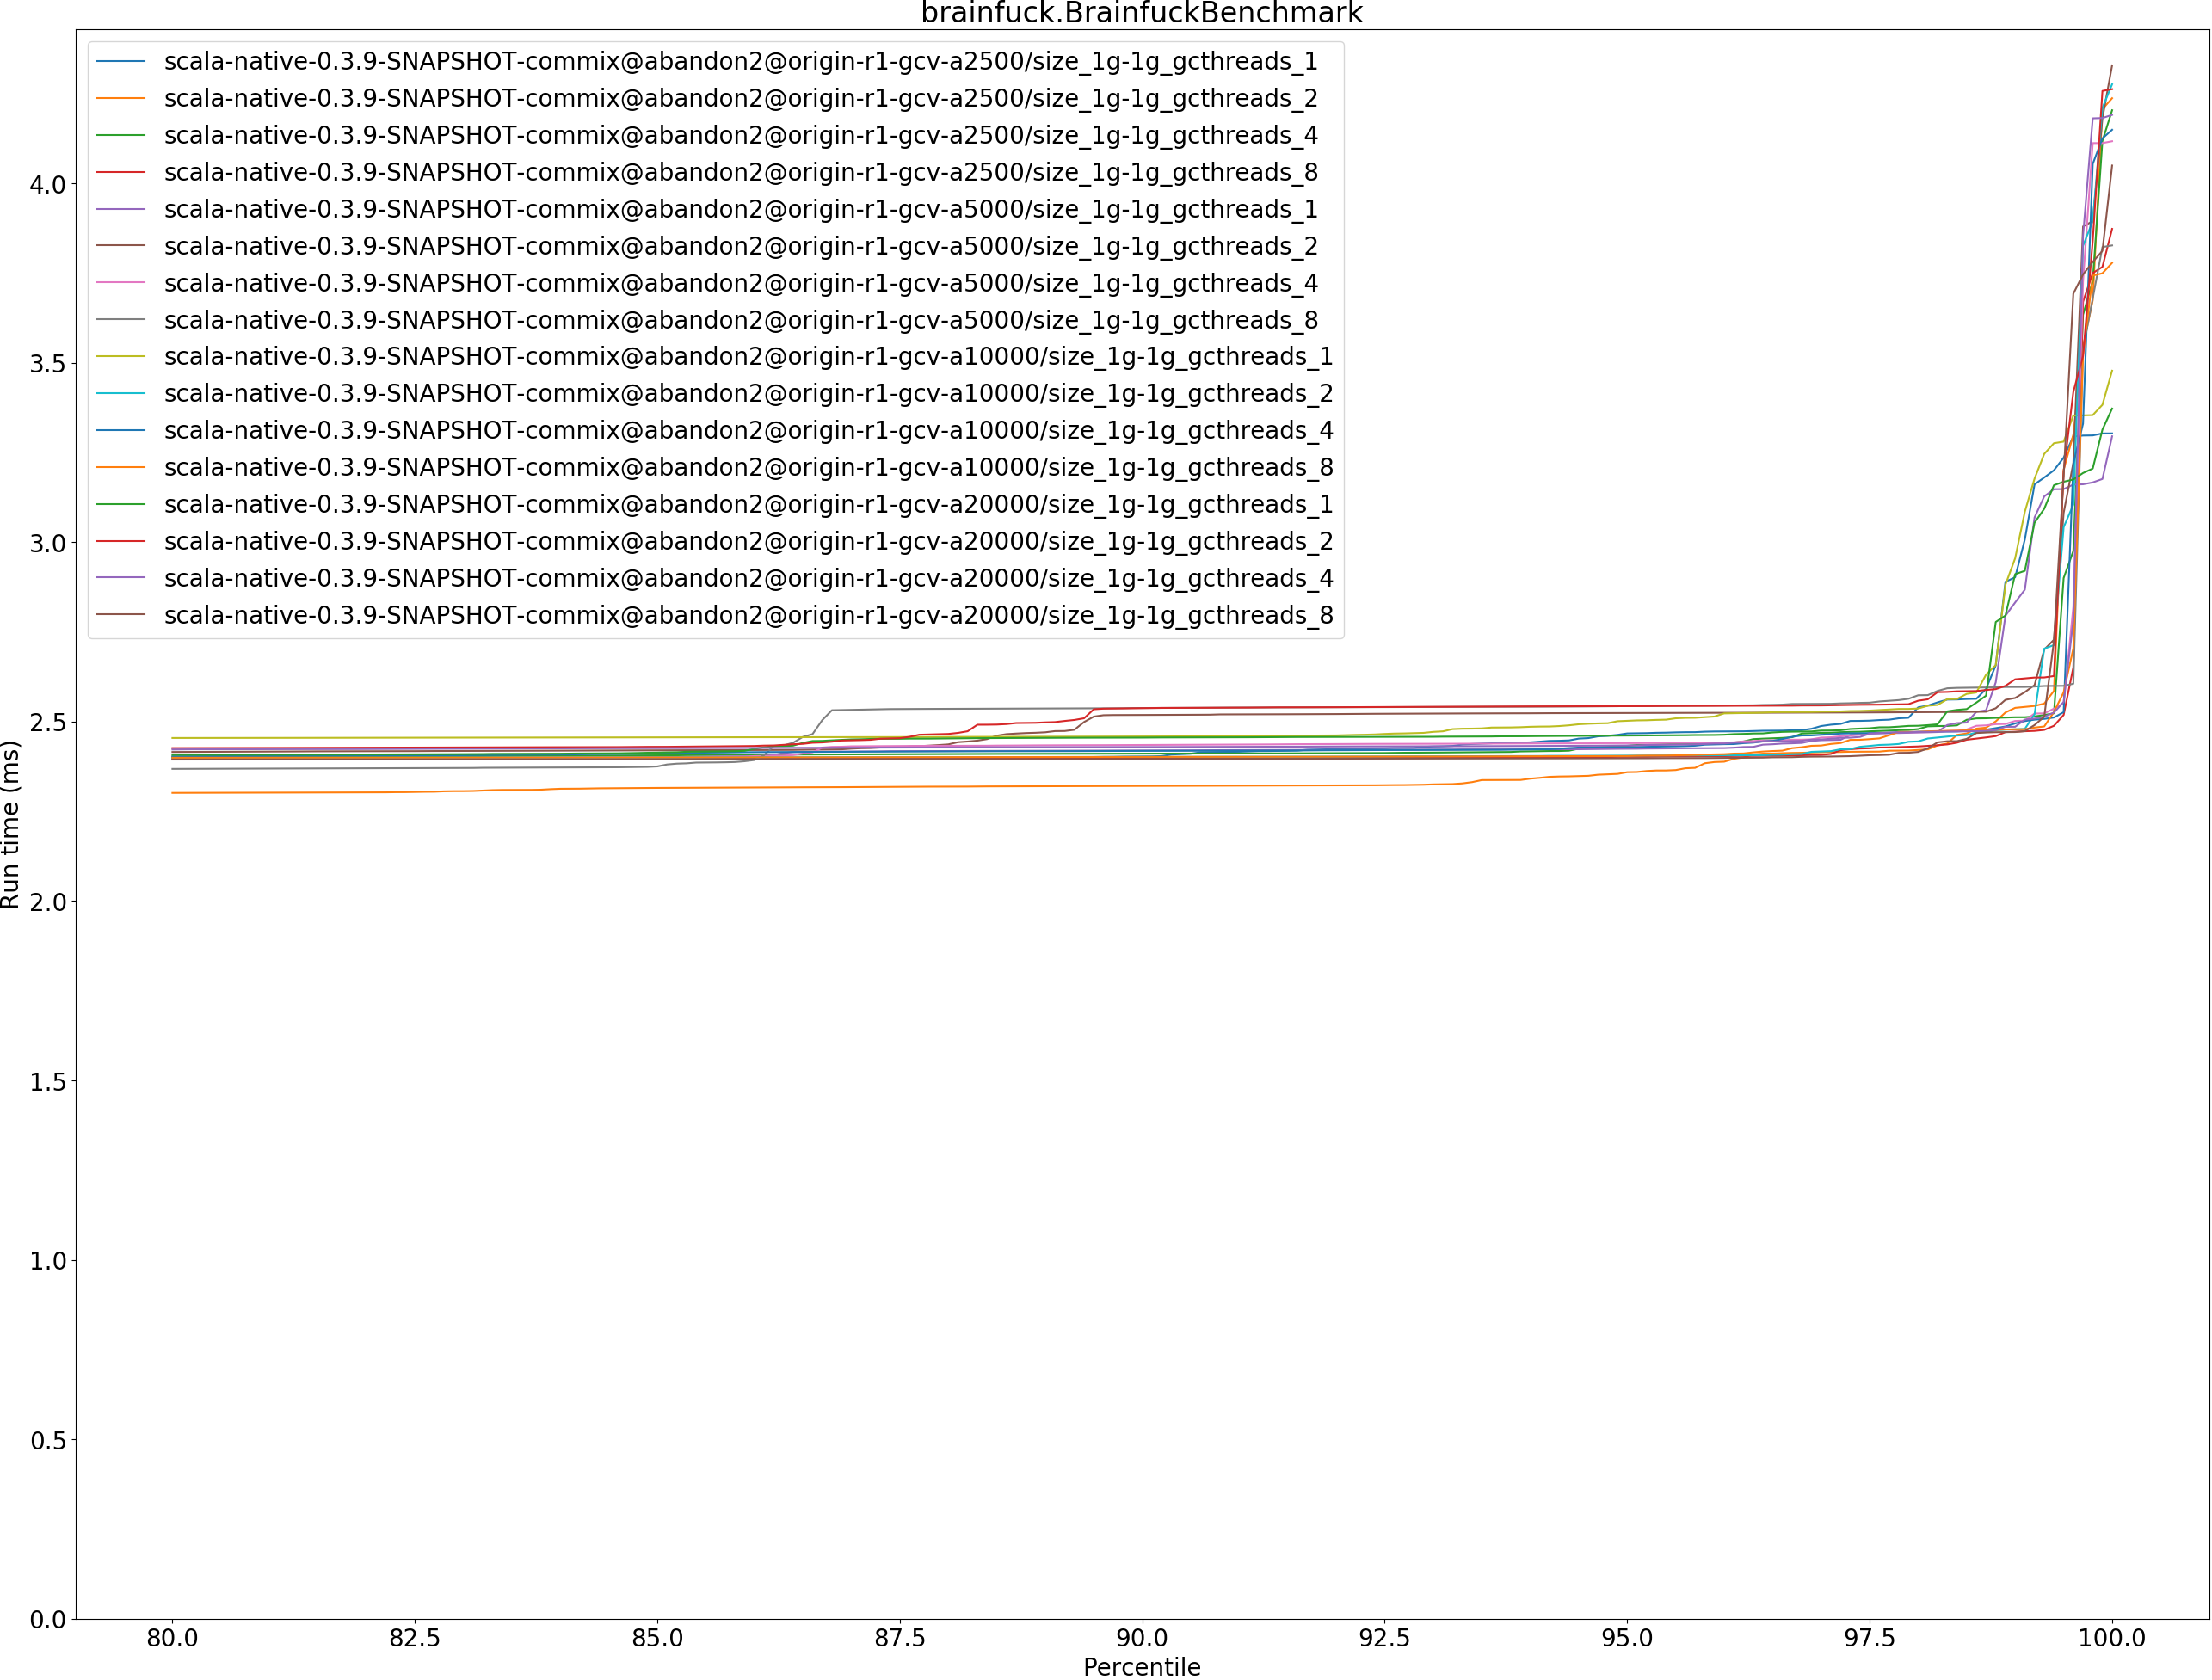 brainfuck.BrainfuckBenchmark
scala-native-0.3.9-SNAPSHOT-commix@abandon2@origin-r1-gcv-a2500/size_1g-1g_gcthreads_1
scala-native-0.3.9-SNAPSHOT-commix@abandon2@origin-r1-gcv-a2500/size_1g-1g_gcthreads_2
scala-native-0.3.9-SNAPSHOT-commix@abandon2@origin-r1-gcv-a2500/size_1g-1g_gcthreads_4
scala-native-0.3.9-SNAPSHOT-commix@abandon2@origin-r1-gcv-a2500/size_1g-1g_gcthreads_8
scala-native-0.3.9-SNAPSHOT-commix@abandon2@origin-r1-gcv-a5000/size_1g-1g_gcthreads_1
scala-native-0.3.9-SNAPSHOT-commix@abandon2@origin-r1-gcv-a5000/size_1g-1g_gcthreads_2
scala-native-0.3.9-SNAPSHOT-commix@abandon2@origin-r1-gcv-a5000/size_1g-1g_gcthreads_4
scala-native-0.3.9-SNAPSHOT-commix@abandon2@origin-r1-gcv-a5000/size_1g-1g_gcthreads_8
scala-native-0.3.9-SNAPSHOT-commix@abandon2@origin-r1-gcv-a10000/size_1g-1g_gcthreads_1
scala-native-0.3.9-SNAPSHOT-commix@abandon2@origin-r1-gcv-a10000/size_1g-1g_gcthreads_2
scala-native-0.3.9-SNAPSHOT-commix@abandon2@origin-r1-gcv-a10000/size_1g-1g_gcthreads_4
scala-native-0.3.9-SNAPSHOT-commix@abandon2@origin-r1-gcv-a10000/size_1g-1g_gcthreads_8
scala-native-0.3.9-SNAPSHOT-commix@abandon2@origin-r1-gcv-a20000/size_1g-1g_gcthreads_1
scala-native-0.3.9-SNAPSHOT-commix@abandon2@origin-r1-gcv-a20000/size_1g-1g_gcthreads_2
scala-native-0.3.9-SNAPSHOT-commix@abandon2@origin-r1-gcv-a20000/size_1g-1g_gcthreads_4
scala-native-0.3.9-SNAPSHOT-commix@abandon2@origin-r1-gcv-a20000/size_1g-1g_gcthreads_8
4.0
3.5
3.0
2.5
2.0
1.5
1.0
0.5
0.0
Run time (ms)
80.0 82.5 85.0 87.5 90.0 92.5 95.0 97.5 100.0
Percentile